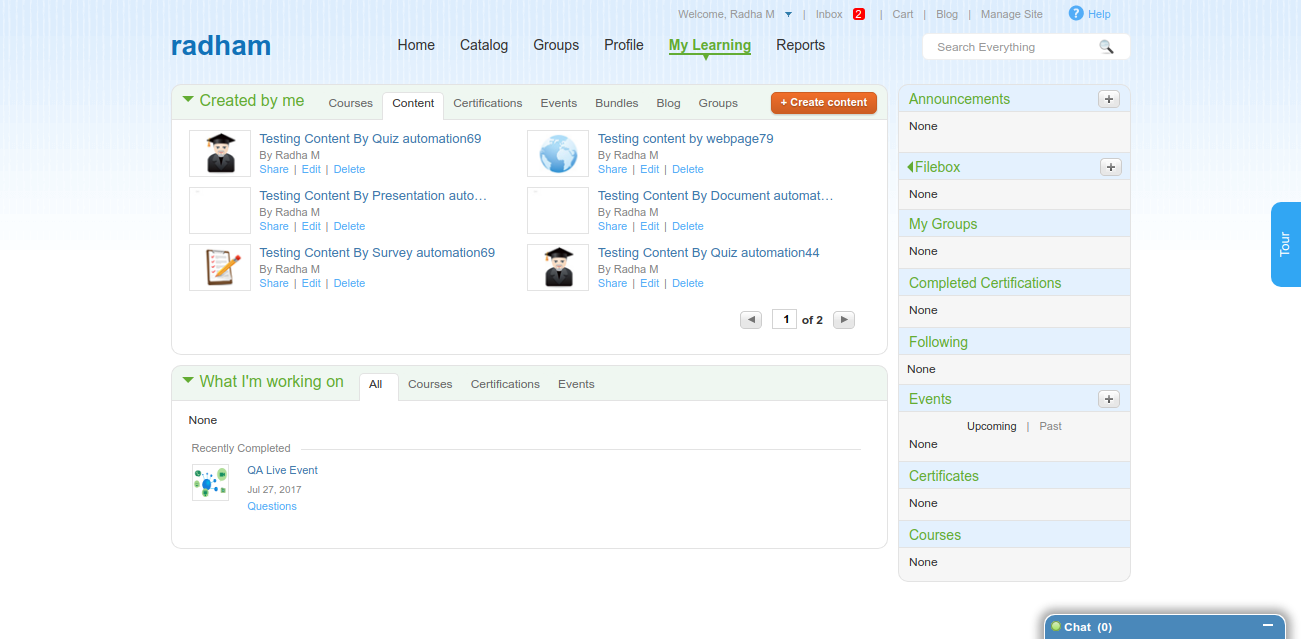 Welcome, Radha M | Inbox 2 | Cart | Blog | Manage Site ? Help
radham
Home Catalog Groups Profile My Learning Reports
Search Everything
Created by me Courses Content Certifications Events Bundles Blog Groups + Create content
Testing Content By Quiz automation69
By Radha M
Share | Edit | Delete
Testing content by webpage79
By Radha M
Share | Edit | Delete
Testing Content By Presentation auto…
By Radha M
Share | Edit | Delete
Testing Content By Document automat…
By Radha M
Share | Edit | Delete
Testing Content By Survey automation69
By Radha M
Share | Edit | Delete
Testing Content By Quiz automation44
By Radha M
Share | Edit | Delete
1 of 2
What I'm working on All Courses Certifications Events
None
Recently Completed
QA Live Event
Jul 27, 2017
Questions
Announcements +
None
Filebox +
None
My Groups
None
Completed Certifications
None
Following
None
Events +
Upcoming | Past
None
Certificates
None
Courses
None
Tour
Chat (0)